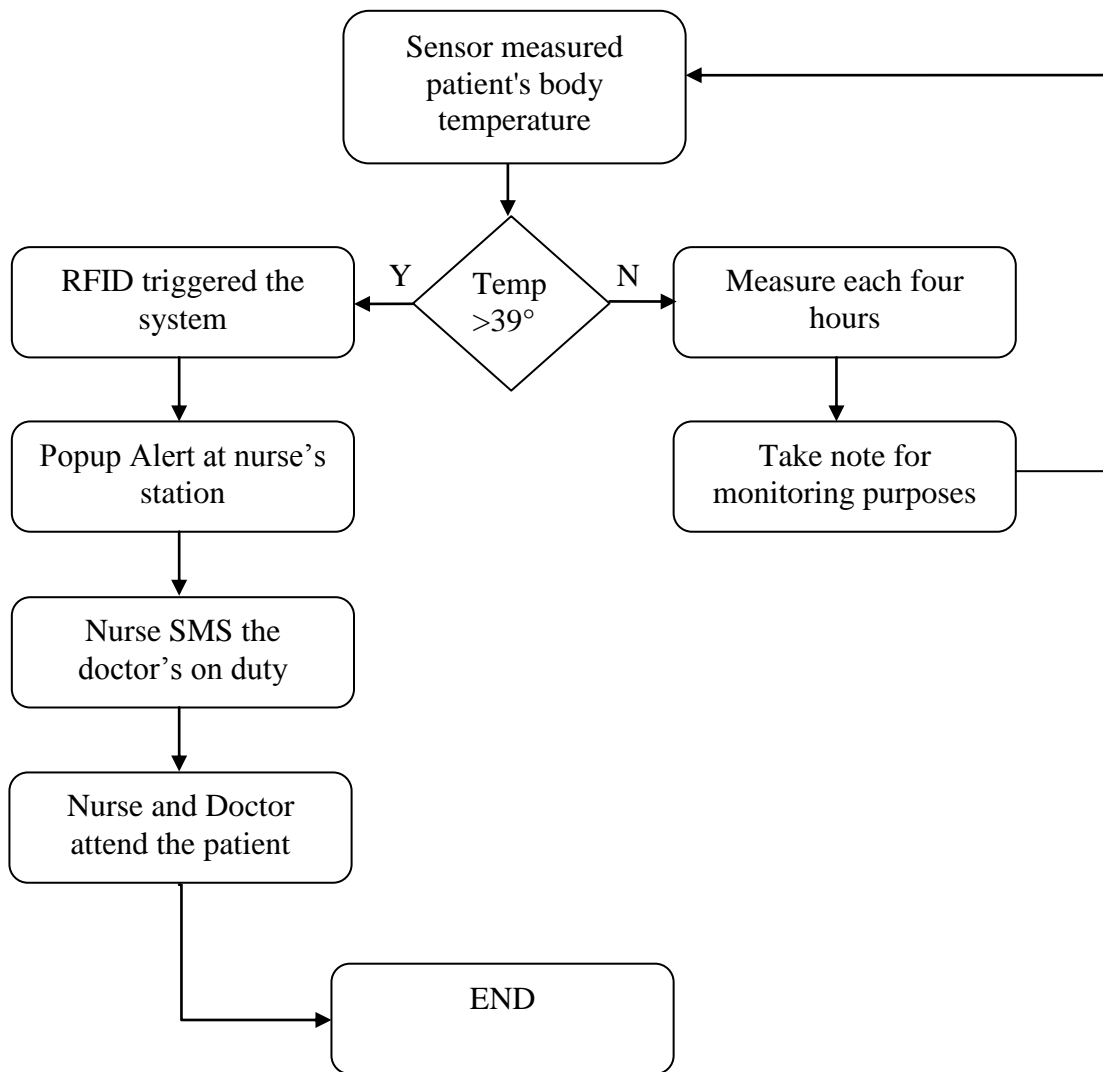 Sensor measured
patient's body
temperature
Temp
>39°
Y
N
RFID triggered the
system
Measure each four
hours
Popup Alert at nurse’s
station
Take note for
monitoring purposes
Nurse SMS the
doctor’s on duty
Nurse and Doctor
attend the patient
END